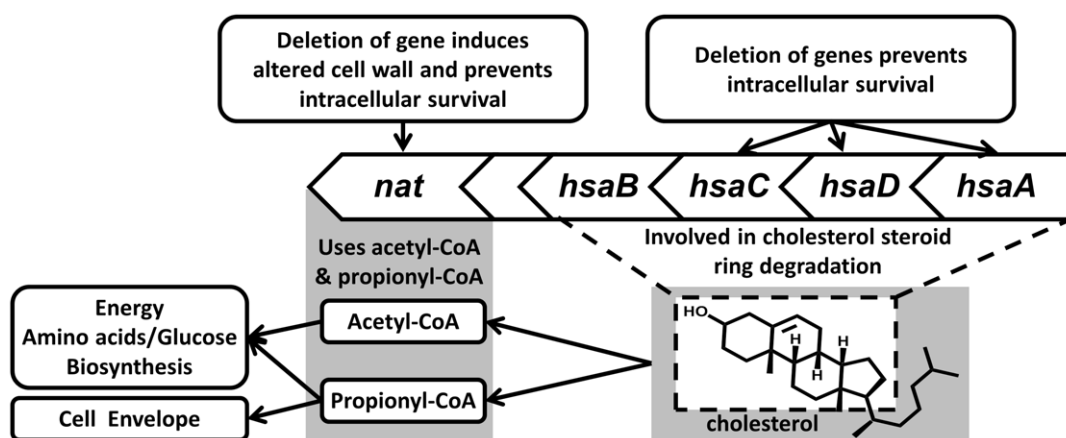 Deletion of gene induces
altered cell wall and prevents
intracellular survival
Deletion of genes prevents
intracellular survival
nat
hsaB
hsaC
hsaD
hsaA
Uses acetyl-CoA
& propionyl-CoA
Involved in cholesterol steroid
ring degradation
Energy
Amino acids/Glucose
Biosynthesis
Acetyl-CoA
Propionyl-CoA
Cell Envelope
HO
H
H
H
cholesterol